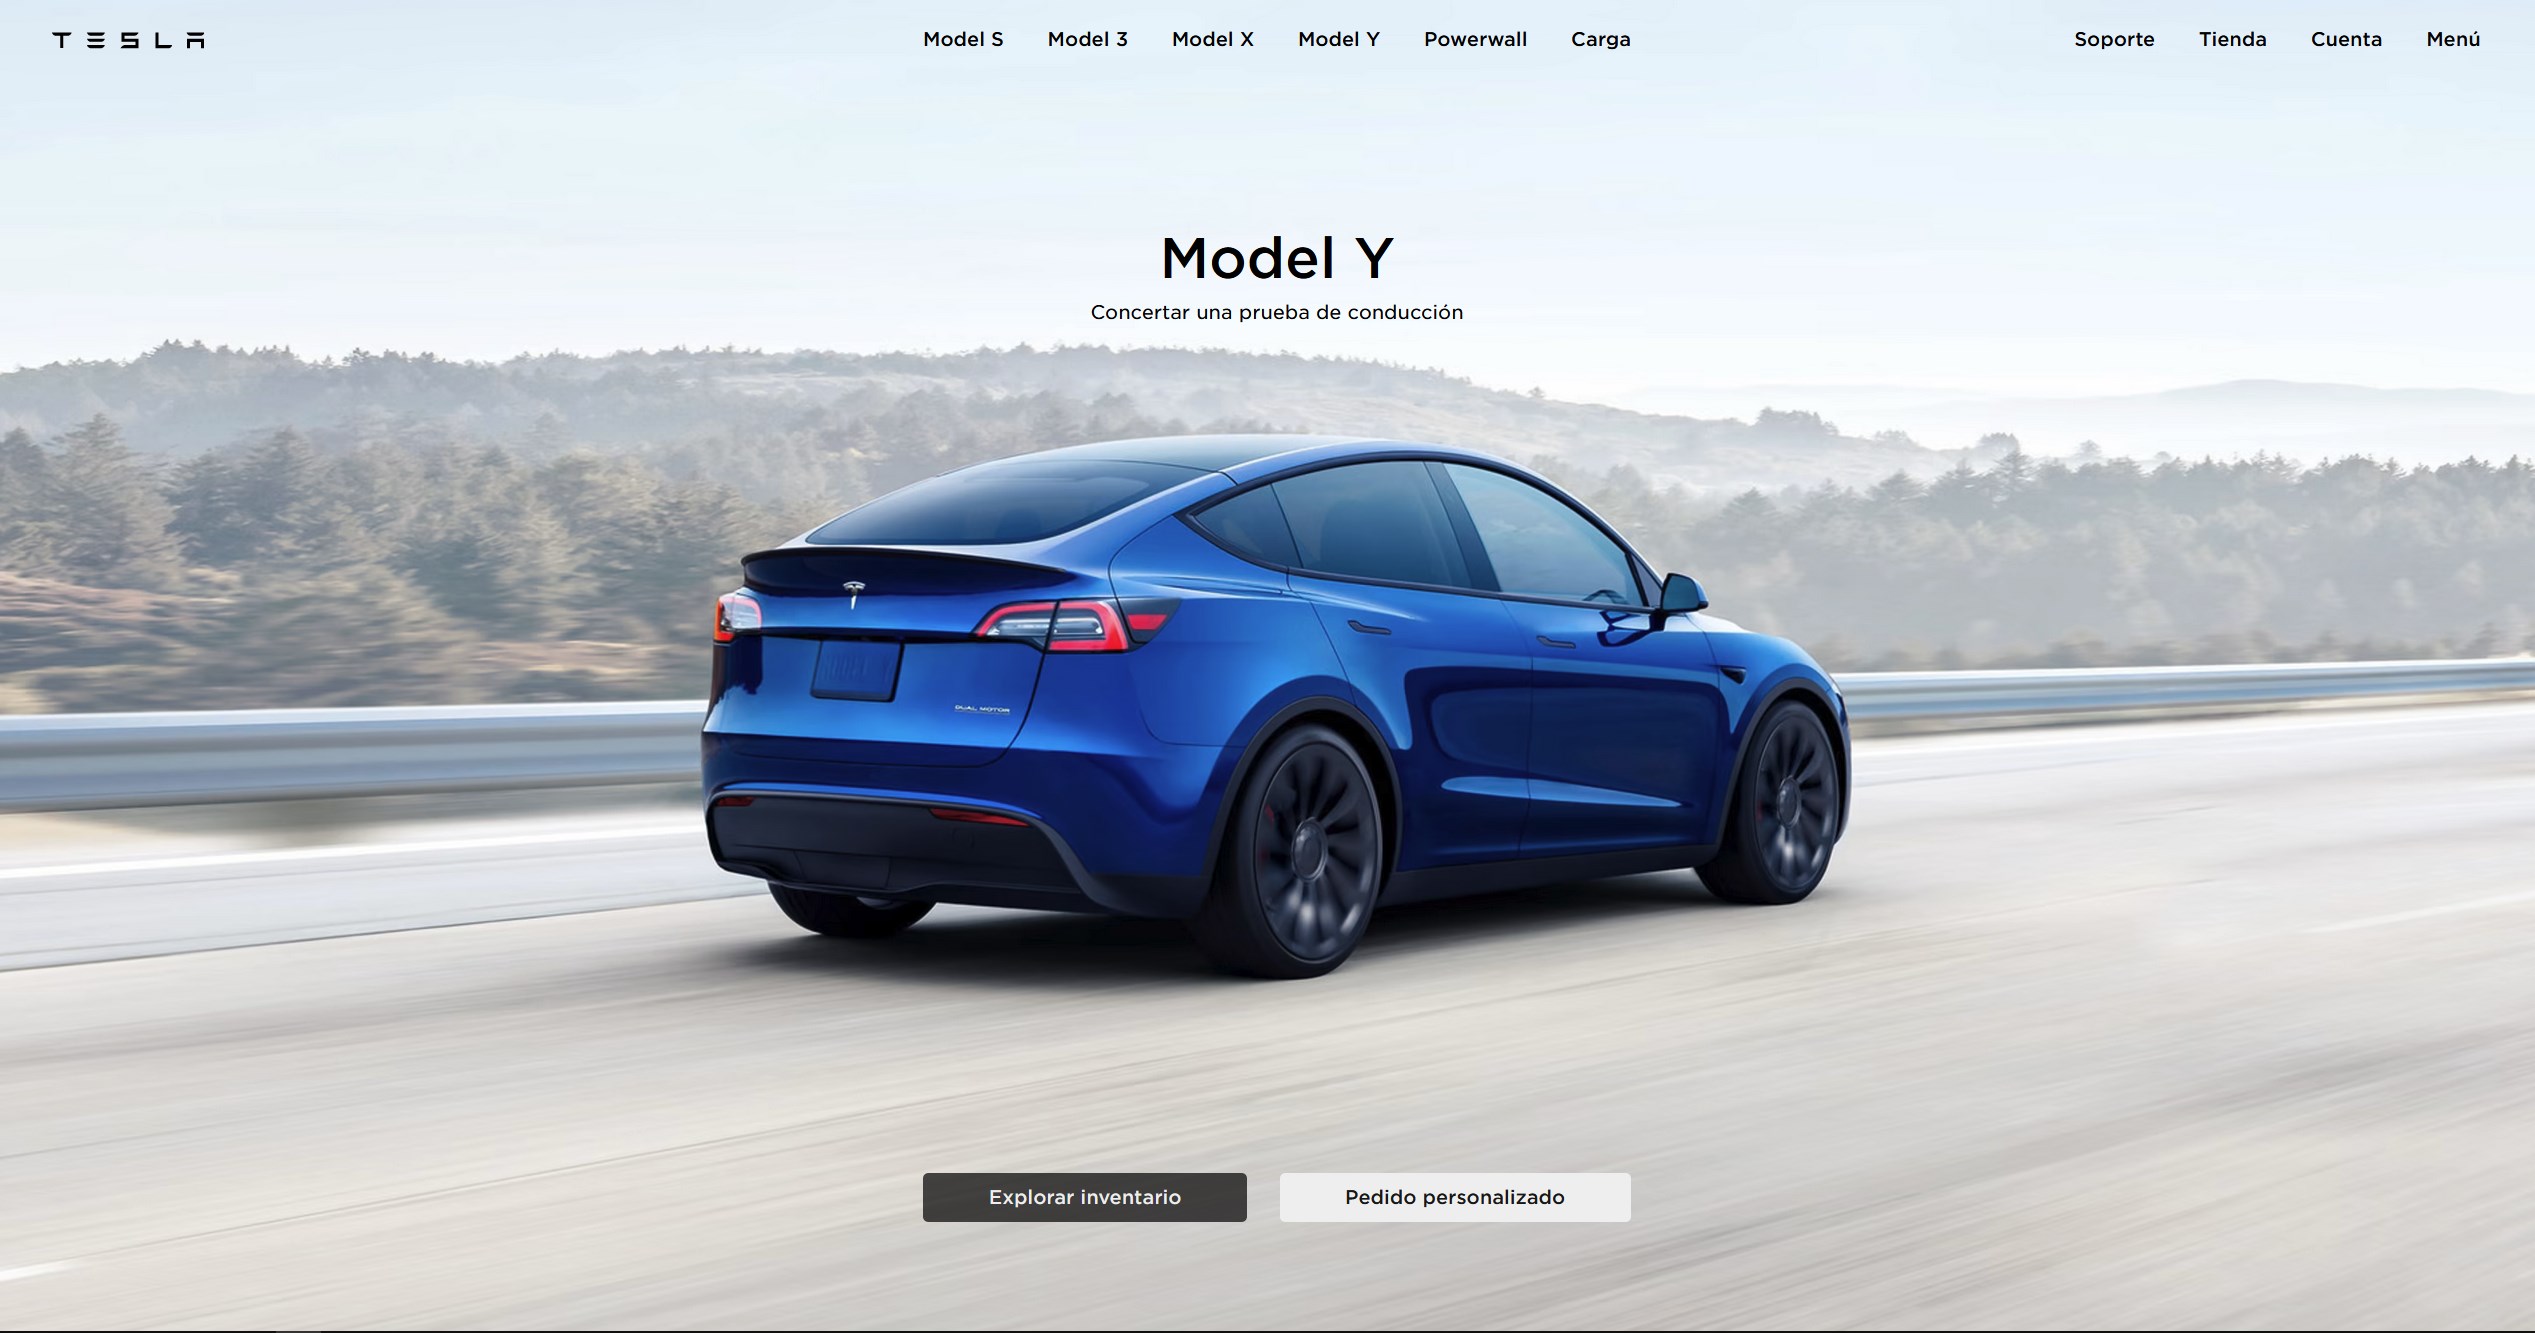 TESLA
Model S Model 3 Model X Model Y Powerwall Carga
Soporte Tienda Cuenta Menú
Model Y
Concertar una prueba de conducción
DUAL MOTOR
Explorar inventario
Pedido personalizado